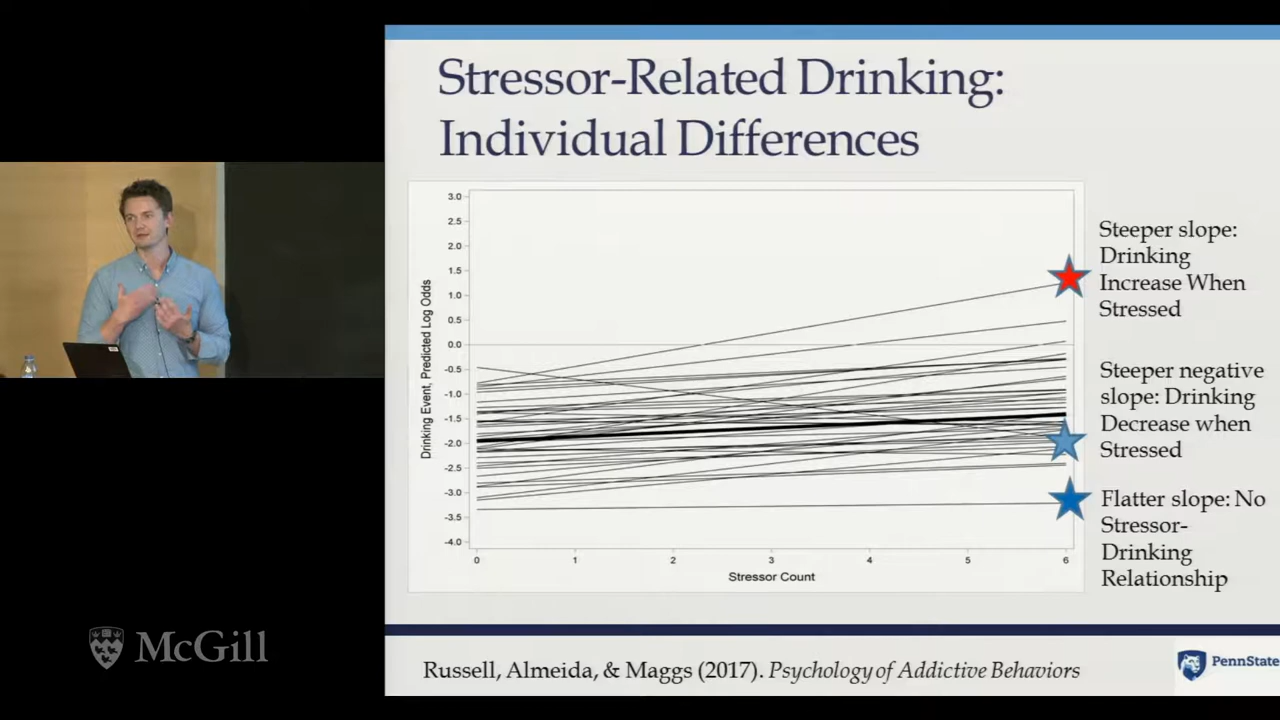 Stressor-Related Drinking:
Individual Differences
3.0
2.5
2.0
1.5
1.0
0.5
0.0
-0.5
-1.0
-1.5
-2.0
-2.5
-3.0
-3.5
-4.0
Drinking Event, Predicted Log Odds
0 1 2 3 4 5 6
Stressor Count
Steeper slope:
Drinking
Increase When
Stressed
Steeper negative
slope: Drinking
Decrease when
Stressed
Flatter slope: No
Stressor-
Drinking
Relationship
McGill
Russell, Almeida, & Maggs (2017). Psychology of Addictive Behaviors
PennState